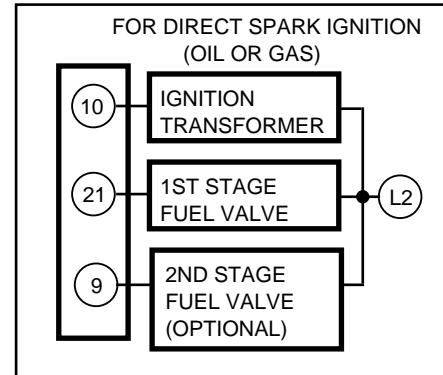 FOR DIRECT SPARK IGNITION
(OIL OR GAS)
10
IGNITION
TRANSFORMER
21
1ST STAGE
FUEL VALVE
L2
9
2ND STAGE
FUEL VALVE
(OPTIONAL)